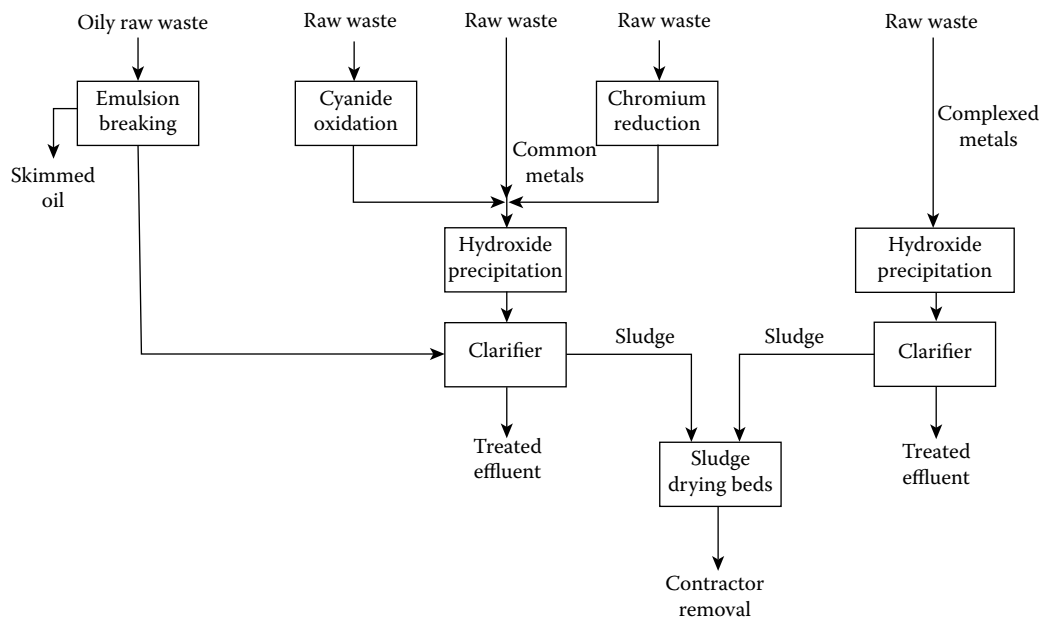 Oily raw waste
Raw waste
Raw waste
Raw waste
Raw waste
Emulsion
breaking
Cyanide
oxidation
Chromium
reduction
Complexed
metals
Common
metals
Skimmed
oil
Hydroxide
precipitation
Hydroxide
precipitation
Clarifier
Sludge
Sludge
Clarifier
Treated
effluent
Sludge
drying beds
Treated
effluent
Contractor
removal